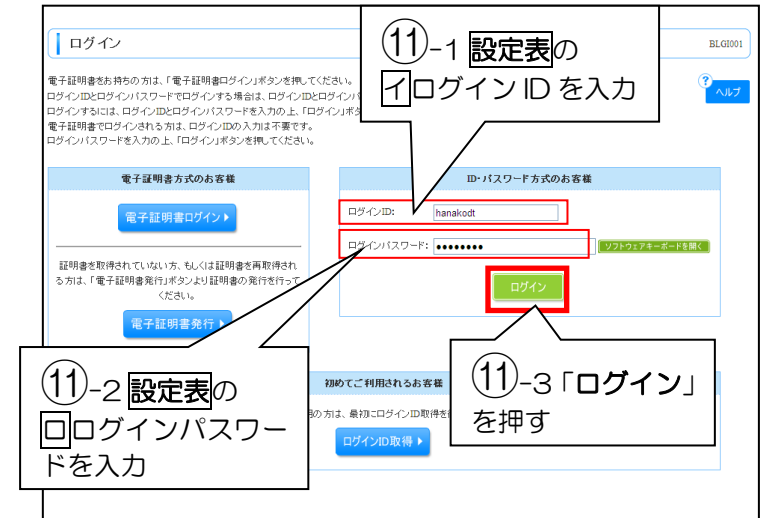 ログイン
BLGI001
⑪-1 設定表の
イログイン ID を入力
ヘルプ
電子証明書をお持ちの方は、「電子証明書ログイン」ボタンを押してください。
ログインIDとログインパスワードでログインする場合は、ログインIDとログインパ
ログインするには、ログインIDとログインパスワードを入力の上、「ログイン」ボタ
電子証明書でログインされる方は、ログインIDの入力は不要です。
ログインパスワードを入力の上、「ログイン」ボタンを押してください。
電子証明書方式のお客様
電子証明書ログイン
証明書を取得されていない方、もしくは証明書を再取得され
る方は、「電子証明書発行」ボタンより証明書の発行を行って
ください。
電子証明書発行
ID・パスワード方式のお客様
ログインID: hanakodt
ログインパスワード: ●●●●●●●● ソフトウェアキーボードを開く
ログイン
⑪-2 設定表の
ロログインパスワー
ドを入力
⑪-3「ログイン」
を押す
初めてご利用されるお客様
の方は、最初にログインID取得を
ログインID取得